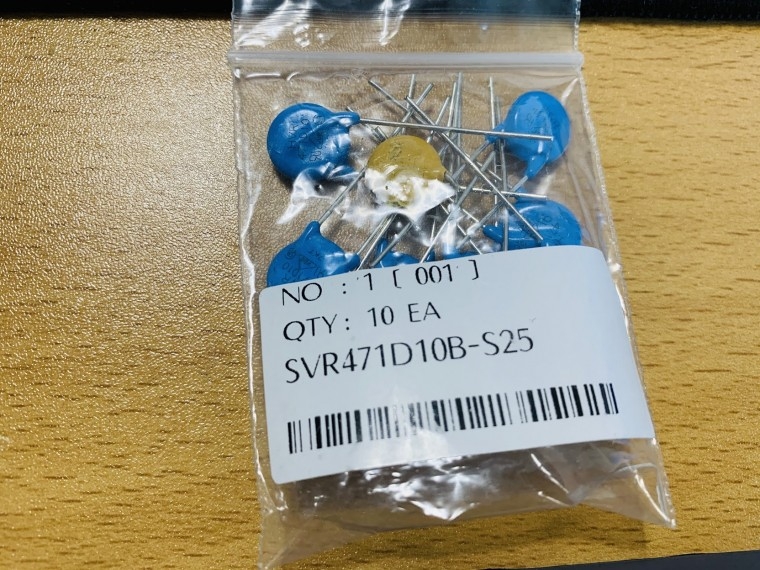 NO : 1 [ 001 ]
QTY : 10 EA
SVR471D10B-S25